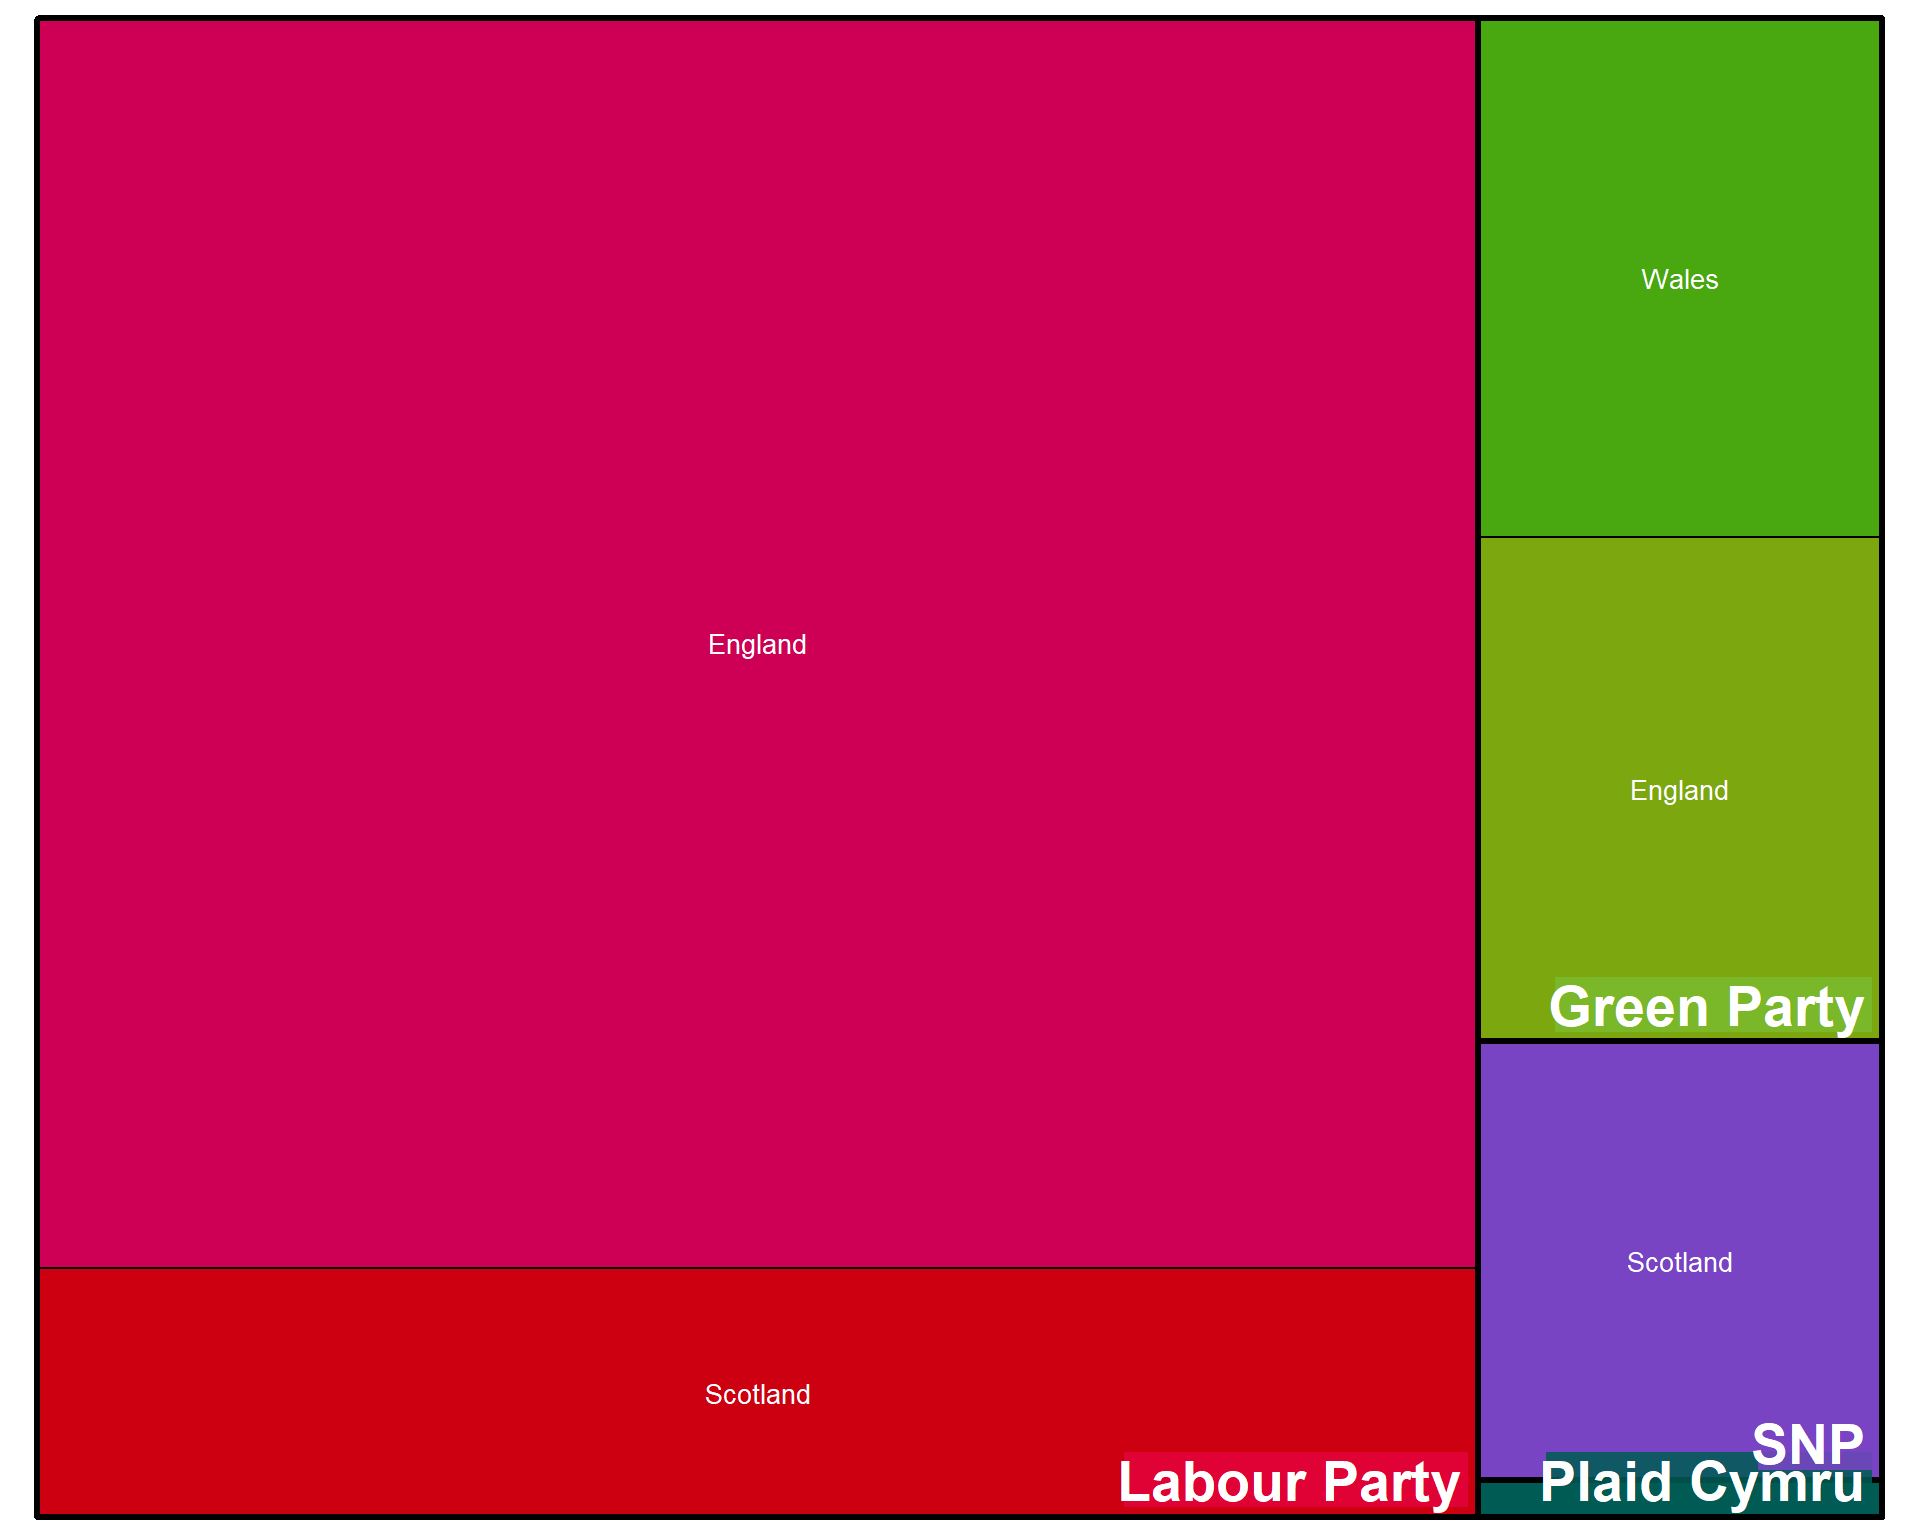 England
Scotland
Labour Party
Wales
England
Green Party
Scotland
SNP
Plaid Cymru